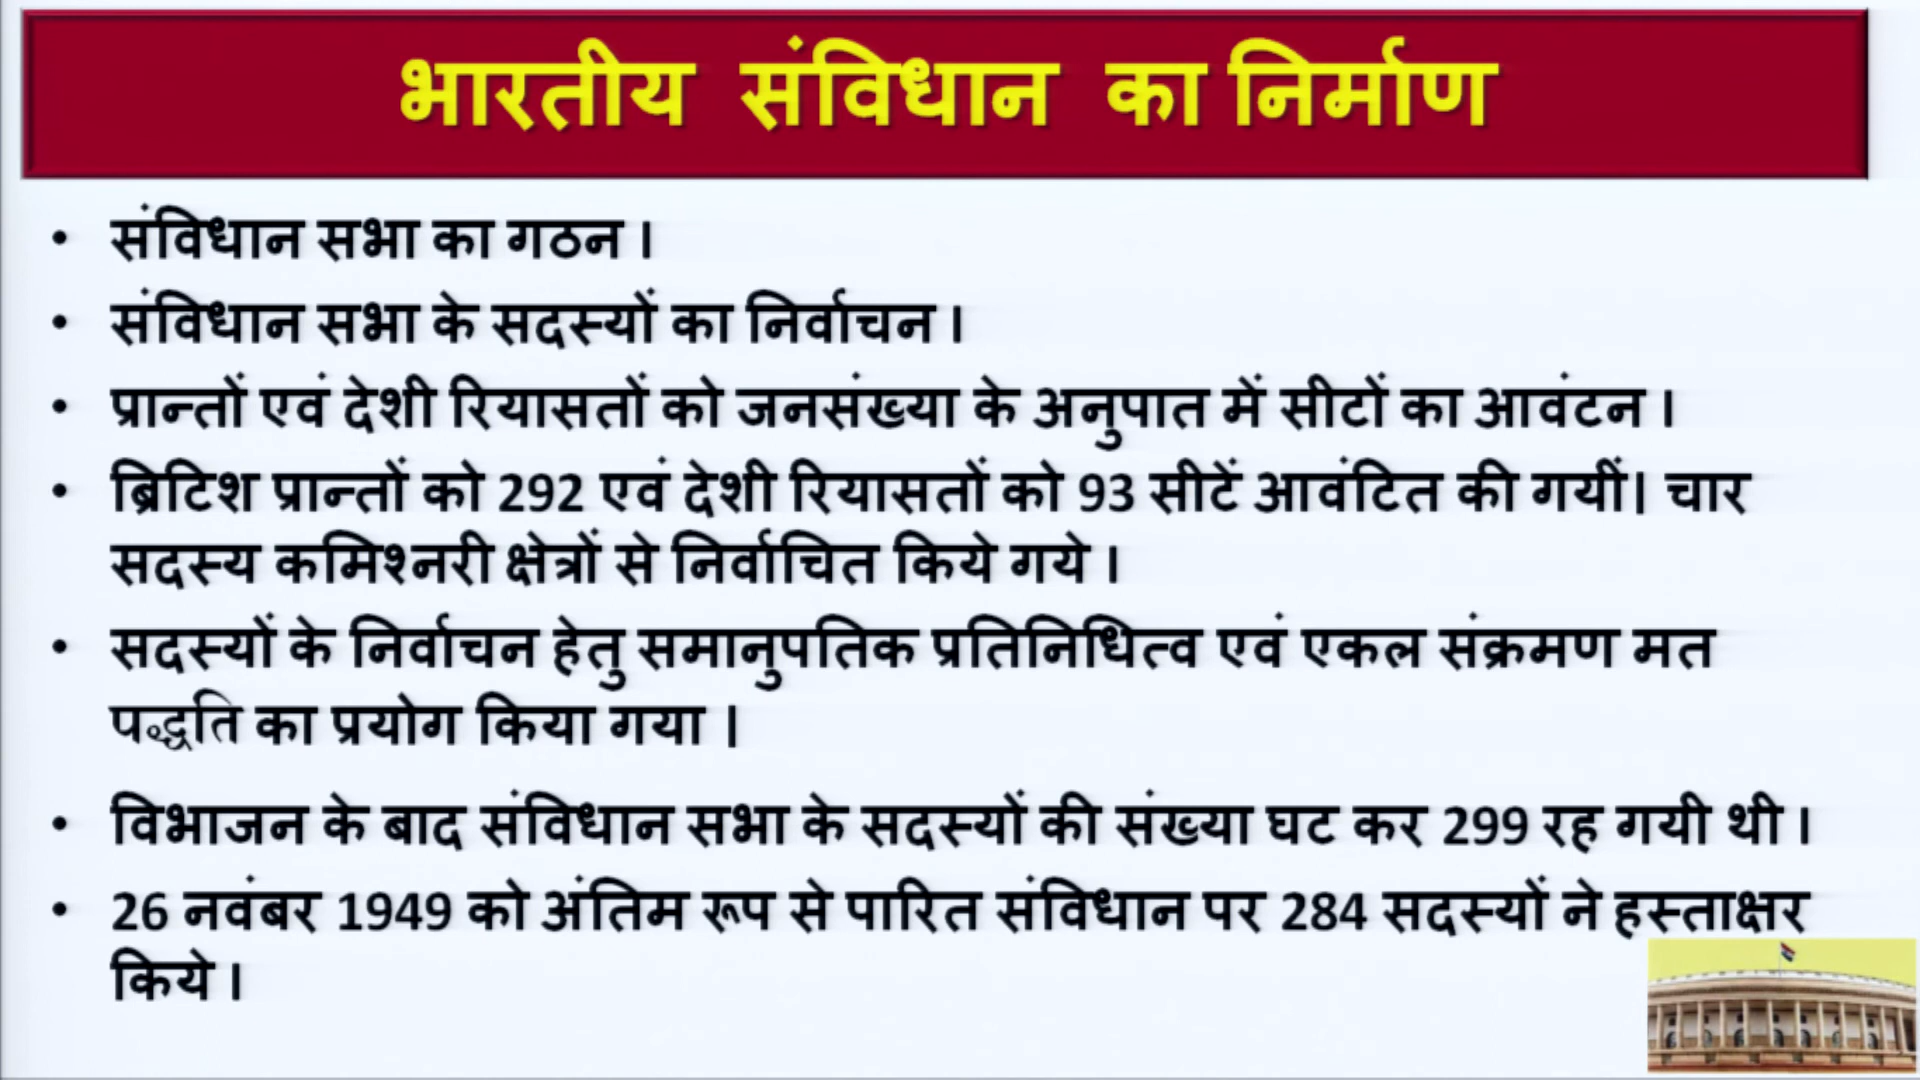 भारतीय संविधान का निर्माण
• संविधान सभा का गठन ।
• संविधान सभा के सदस्यों का निर्वाचन ।
• प्रान्तों एवं देशी रियासतों को जनसंख्या के अनुपात में सीटों का आवंटन ।
• ब्रिटिश प्रान्तों को 292 एवं देशी रियासतों को 93 सीटें आवंटित की गयीं। चार
सदस्य कमिश्नरी क्षेत्रों से निर्वाचित किये गये ।
• सदस्यों के निर्वाचन हेतु समानुपतिक प्रतिनिधित्व एवं एकल संक्रमण मत
पद्धति का प्रयोग किया गया ।
• विभाजन के बाद संविधान सभा के सदस्यों की संख्या घट कर 299 रह गयी थी ।
• 26 नवंबर 1949 को अंतिम रूप से पारित संविधान पर 284 सदस्यों ने हस्ताक्षर
किये ।